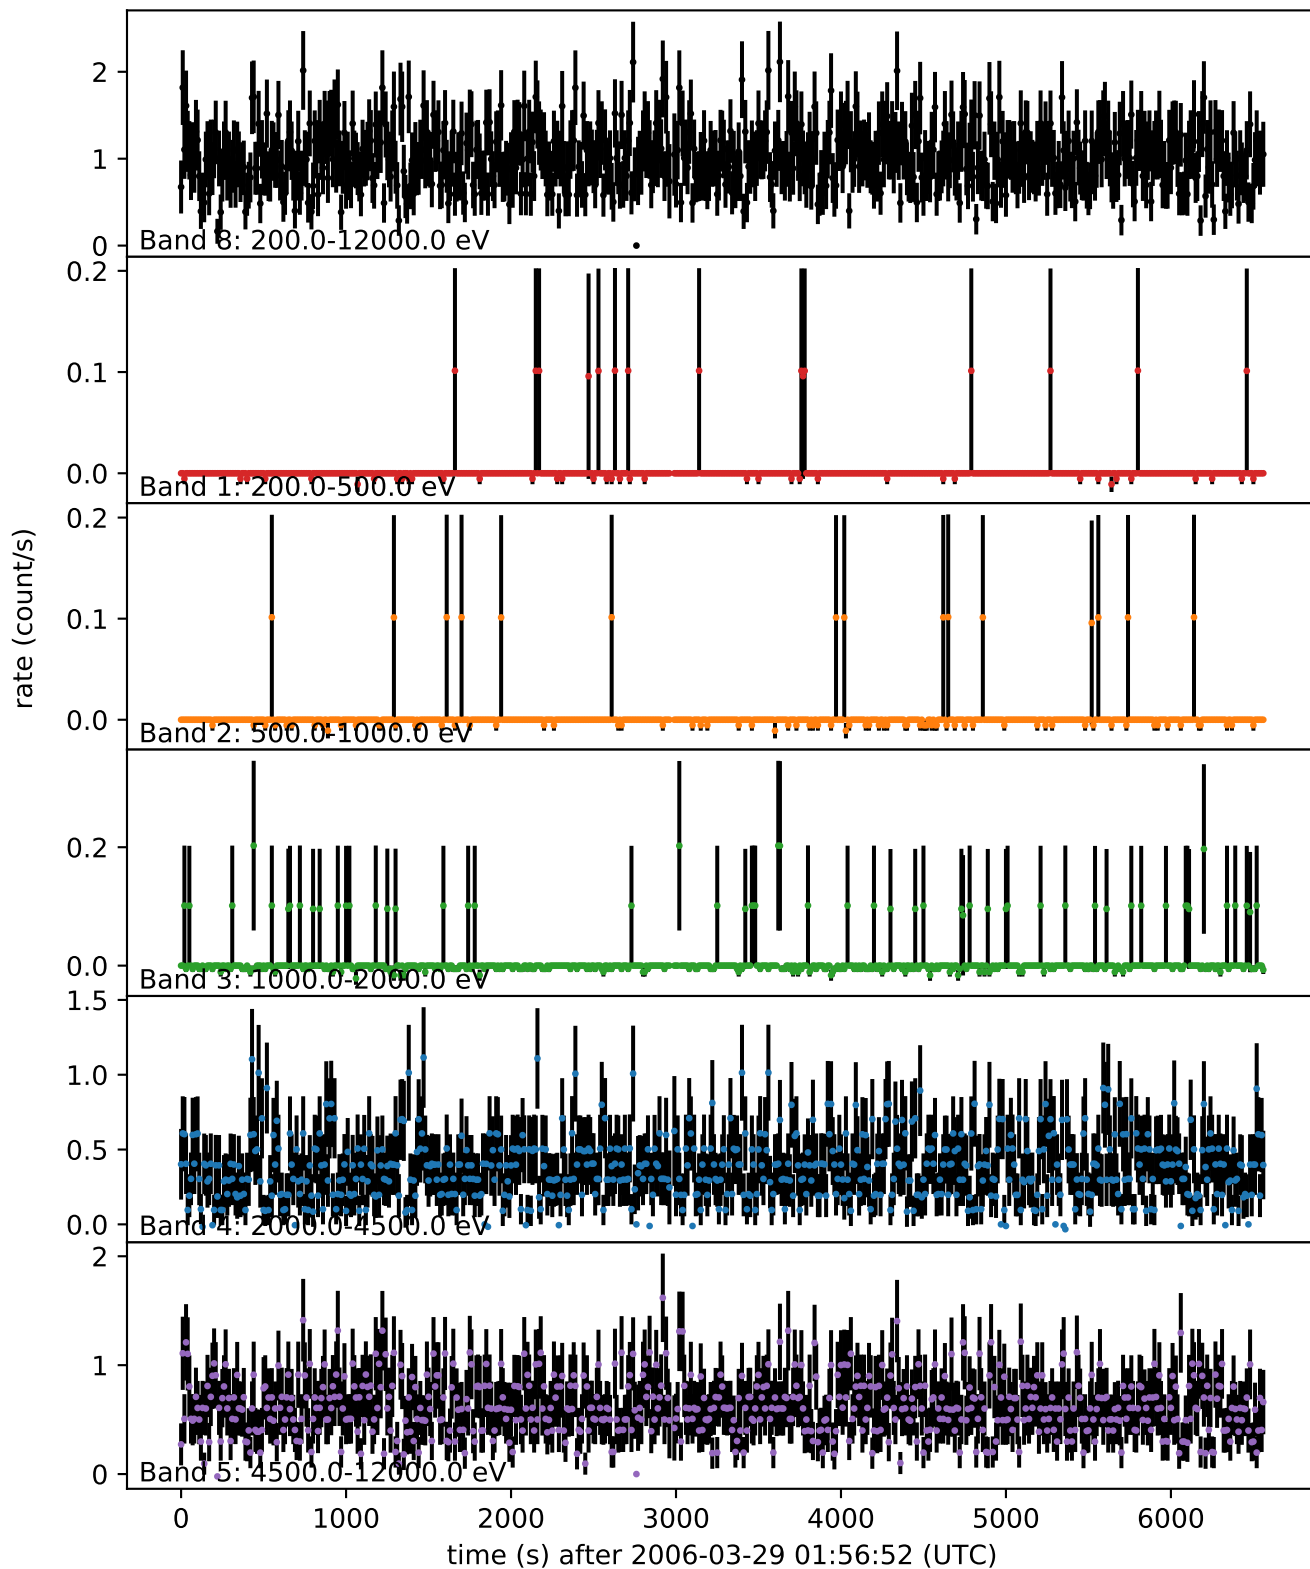 2
1
0
Band 8: 200.0-12000.0 eV
0.2
0.1
0.0
Band 1: 200.0-500.0 eV
0.2
0.1
0.0
Band 2: 500.0-1000.0 eV
rate (count/s)
0.2
0.0
Band 3: 1000.0-2000.0 eV
1.5
1.0
0.5
0.0
Band 4: 2000.0-4500.0 eV
2
1
0
Band 5: 4500.0-12000.0 eV
0 1000 2000 3000 4000 5000 6000
time (s) after 2006-03-29 01:56:52 (UTC)